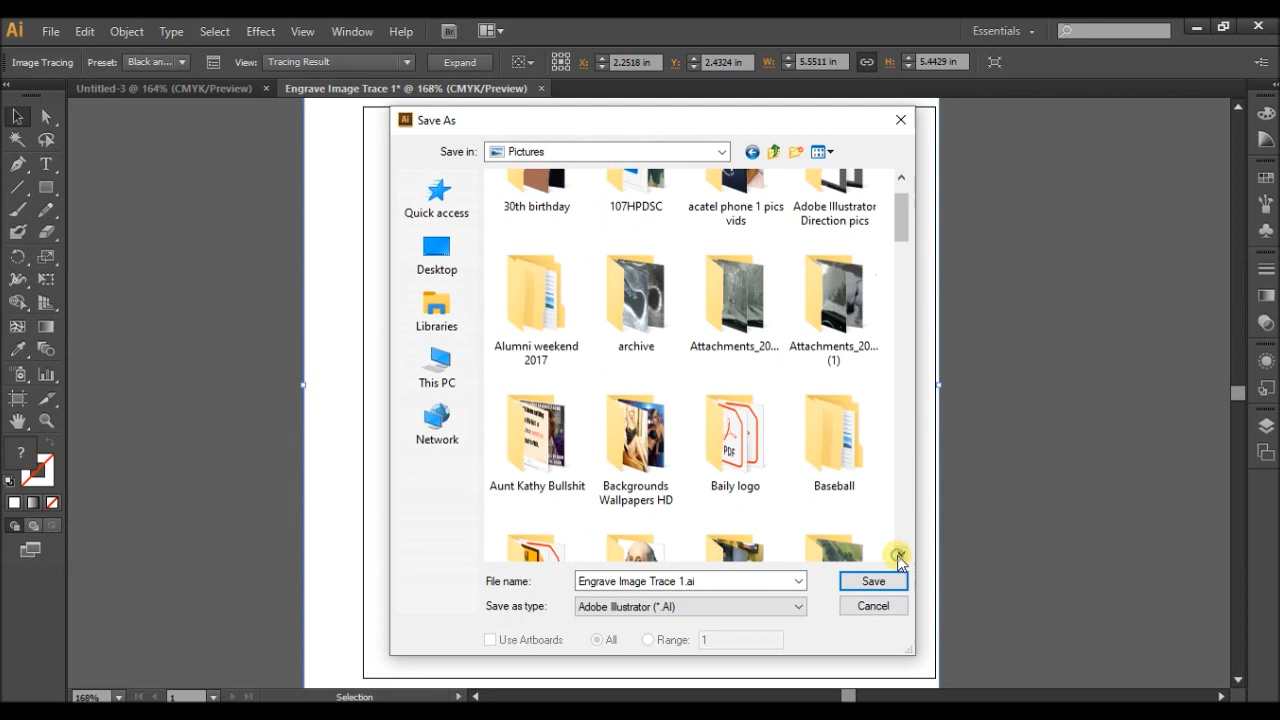 Ai File Edit Object Type Select Effect View Window Help Br Essentials
Image Tracing Preset: Black an... View: Tracing Result Expand X: 2.2518 in Y: 2.4324 in W: 5.5511 in H: 5.4429 in
Untitled-3 @ 164% (CMYK/Preview) × Engrave Image Trace 1* @ 168% (CMYK/Preview) ×
Ai Save As
Save in: Pictures
Quick access
Desktop
Libraries
This PC
Network
30th birthday
107HPDSC
acatel phone 1 pics
vids
Adobe Illustrator
Direction pics
Alumni weekend
2017
archive
Attachments_20...
Attachments_20...
(1)
Aunt Kathy Bullshit
Backgrounds
Wallpapers HD
PDF
Baily logo
Baseball
File name: Engrave Image Trace 1.ai Save
Save as type: Adobe Illustrator (*.AI) Cancel
Use Artboards All Range: 1
?
168% 1 Selection